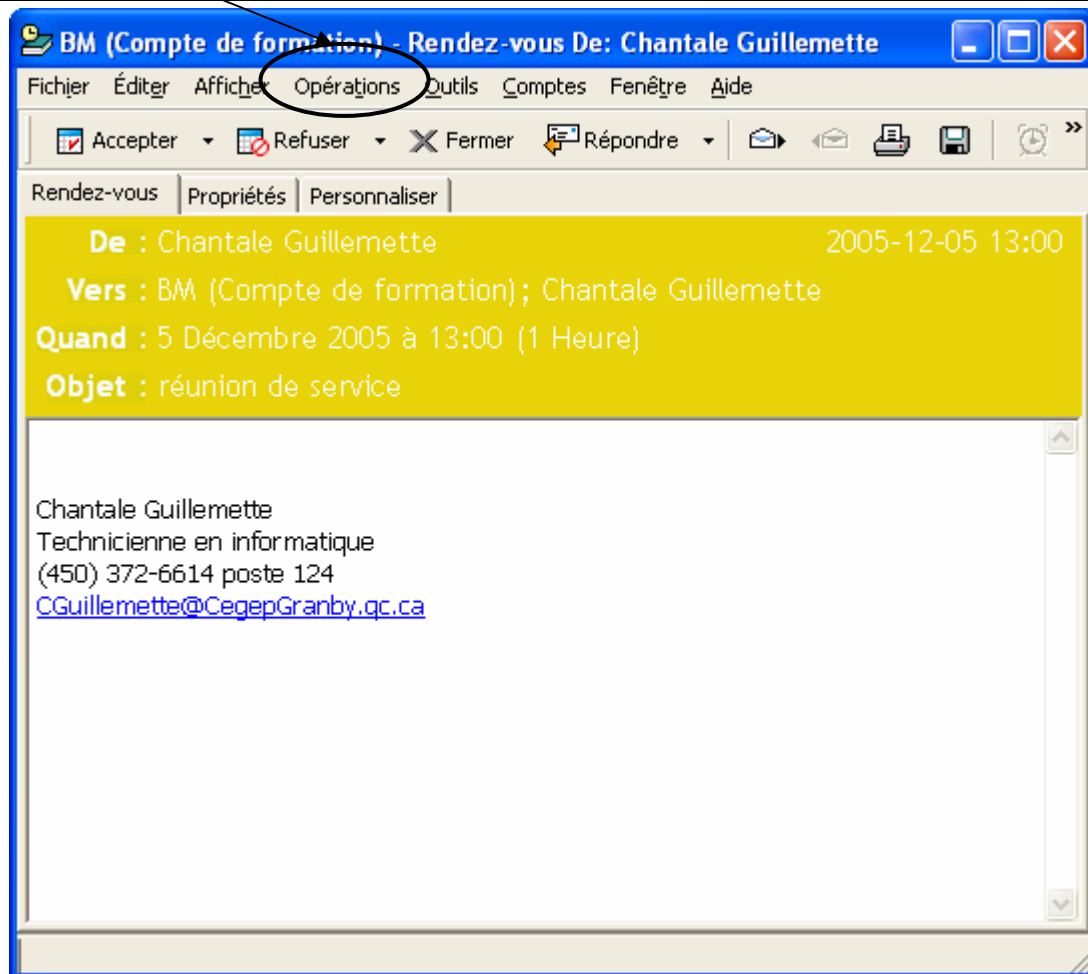 BM (Compte de formation) - Rendez-vous De: Chantale Guillemette
Fichier Éditer Afficher Opérations Outils Comptes Fenêtre Aide
Accepter Refuser Fermer Répondre »
Rendez-vous Propriétés Personnaliser
De : Chantale Guillemette 2005-12-05 13:00
Vers : BM (Compte de formation); Chantale Guillemette
Quand : 5 Décembre 2005 à 13:00 (1 Heure)
Objet : réunion de service
Chantale Guillemette
Technicienne en informatique
(450) 372-6614 poste 124
CGuillemette@CegepGranby.qc.ca